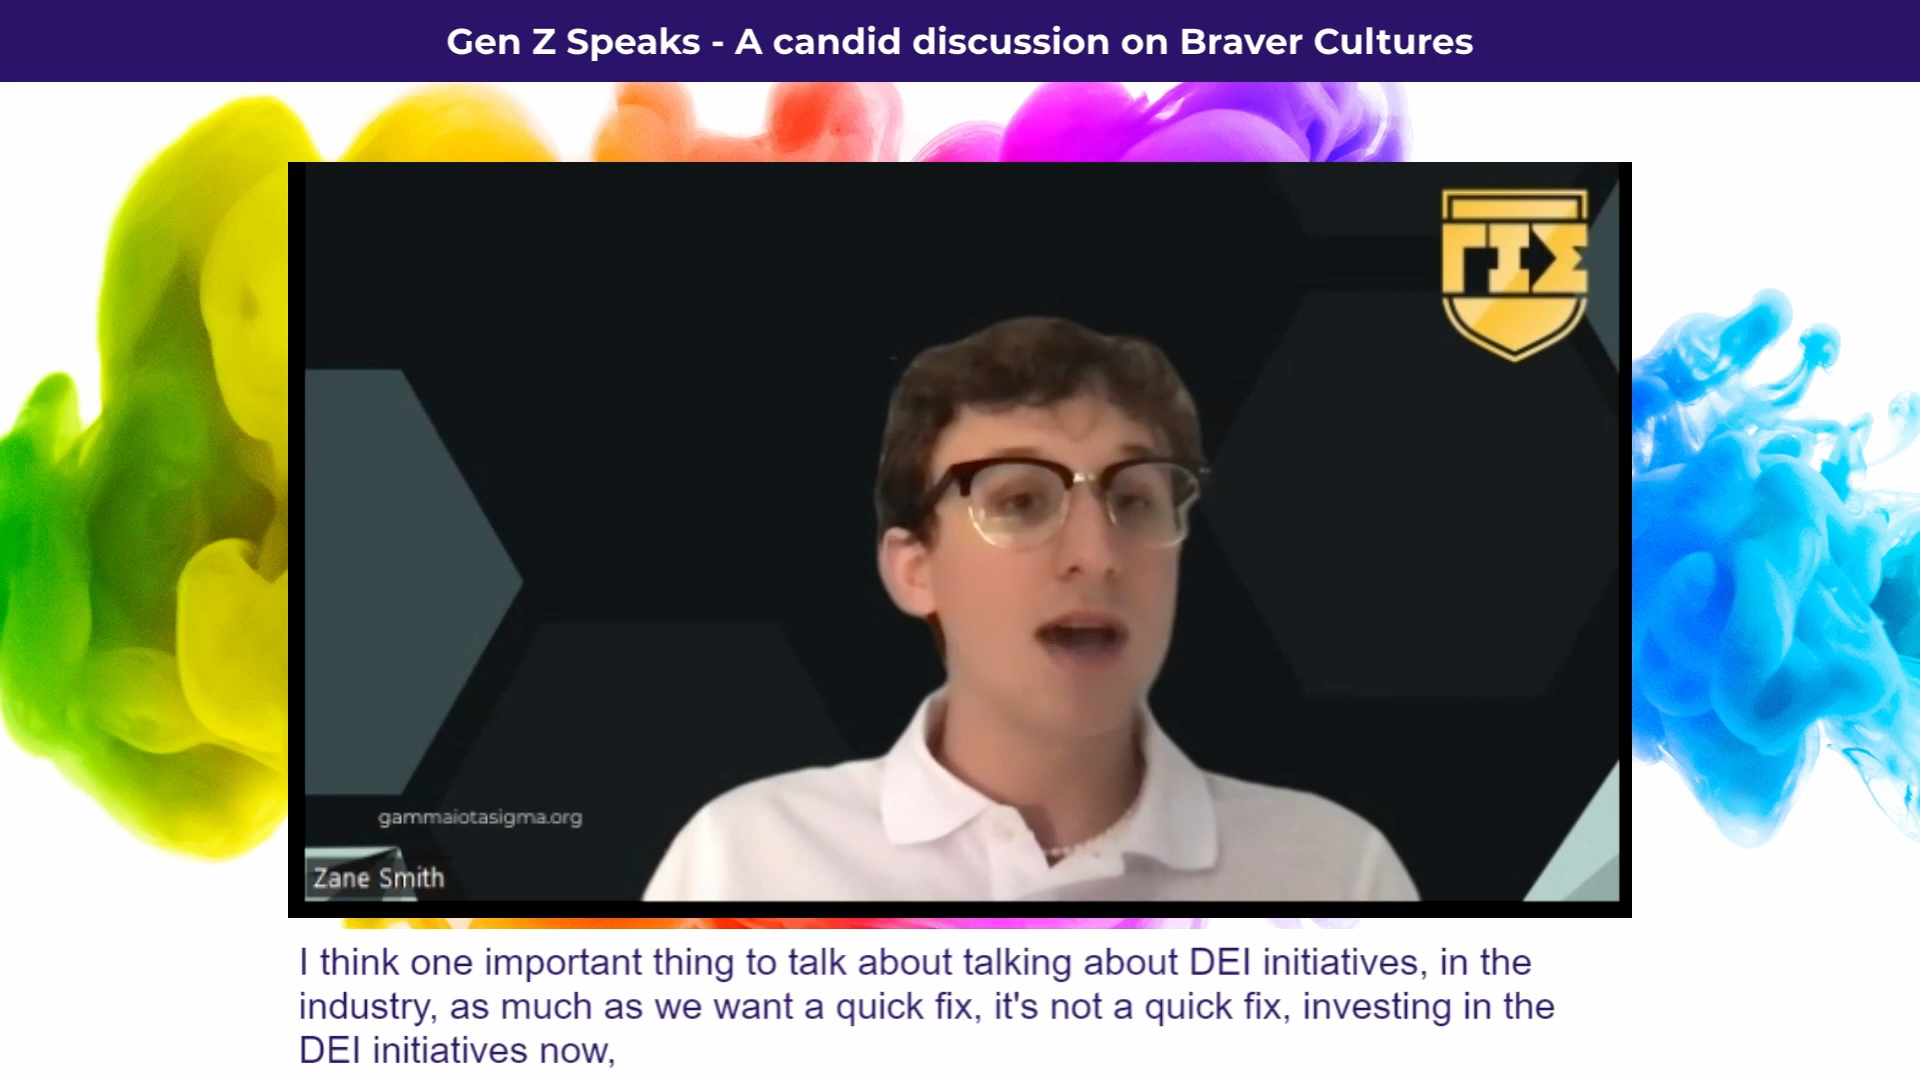 Gen Z Speaks - A candid discussion on Braver Cultures
ΓΙΣ
gammaiotasigma.org
Zane Smith
I think one important thing to talk about talking about DEI initiatives, in the
industry, as much as we want a quick fix, it's not a quick fix, investing in the
DEI initiatives now,